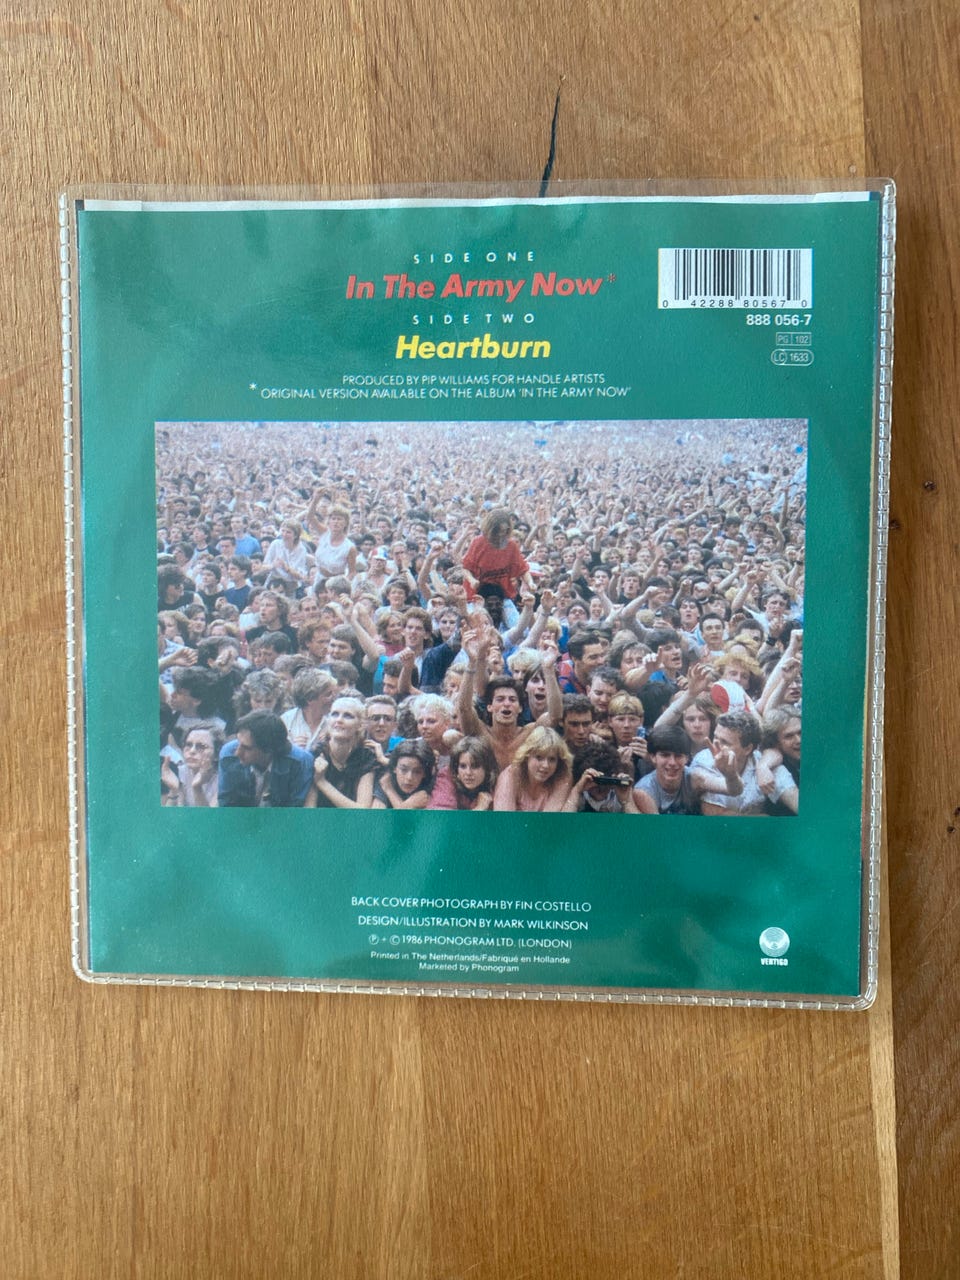 SIDE ONE
In The Army Now*
SIDE TWO
Heartburn
PRODUCED BY PIP WILLIAMS FOR HANDLE ARTISTS
* ORIGINAL VERSION AVAILABLE ON THE ALBUM 'IN THE ARMY NOW'
0 42288 80567 0
888 056-7
PG 102
LC 1633
BACK COVER PHOTOGRAPH BY FIN COSTELLO
DESIGN/ILLUSTRATION BY MARK WILKINSON
℗ + © 1986 PHONOGRAM LTD. (LONDON)
Printed in The Netherlands/Fabriqué en Hollande
Marketed by Phonogram
VERTIGO